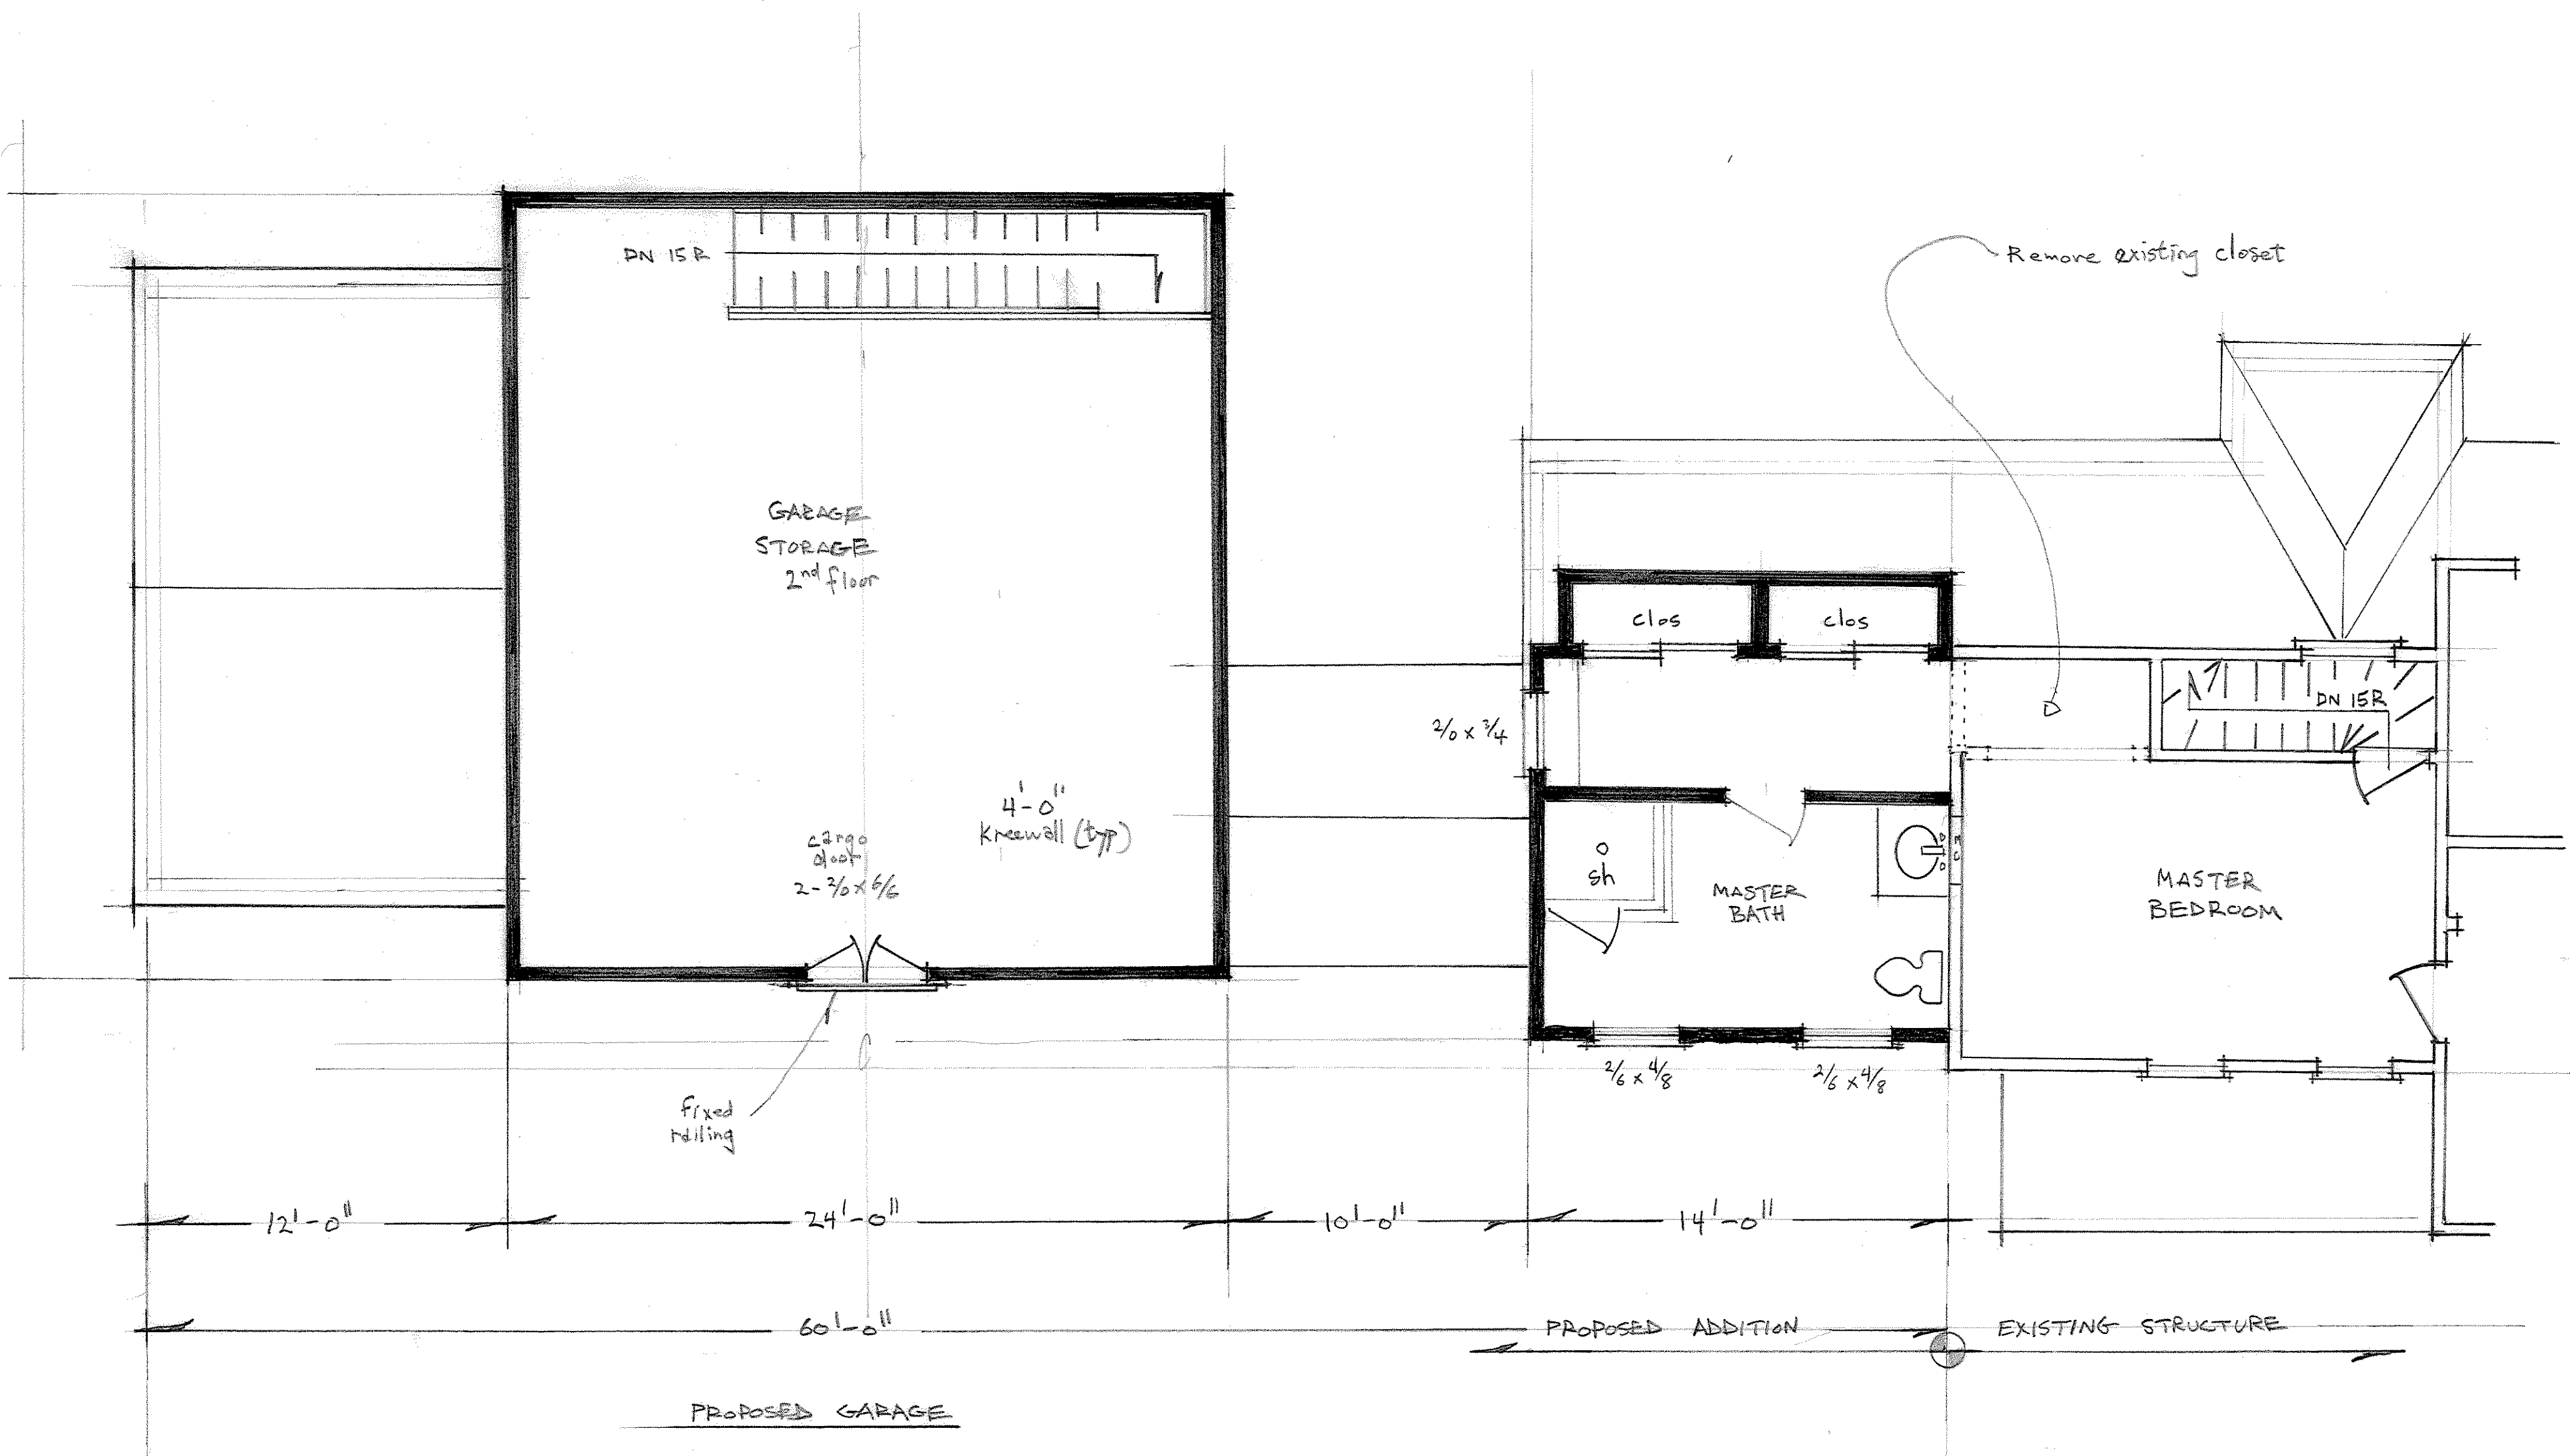 DN 15R
Remove existing closet
GARAGE
STORAGE
2nd floor
clos
clos
DN 15R
2/0 x 3/4
4'-0"
Kneewall (typ)
cargo
door
2- 3/0 x 6/6
sh
MASTER
BATH
MASTER
BEDROOM
2/6 x 4/8
2/6 x 4/8
fixed
railing
12'-0"
24'-0"
10'-0"
14'-0"
60'-0"
PROPOSED ADDITION
EXISTING STRUCTURE
PROPOSED GARAGE